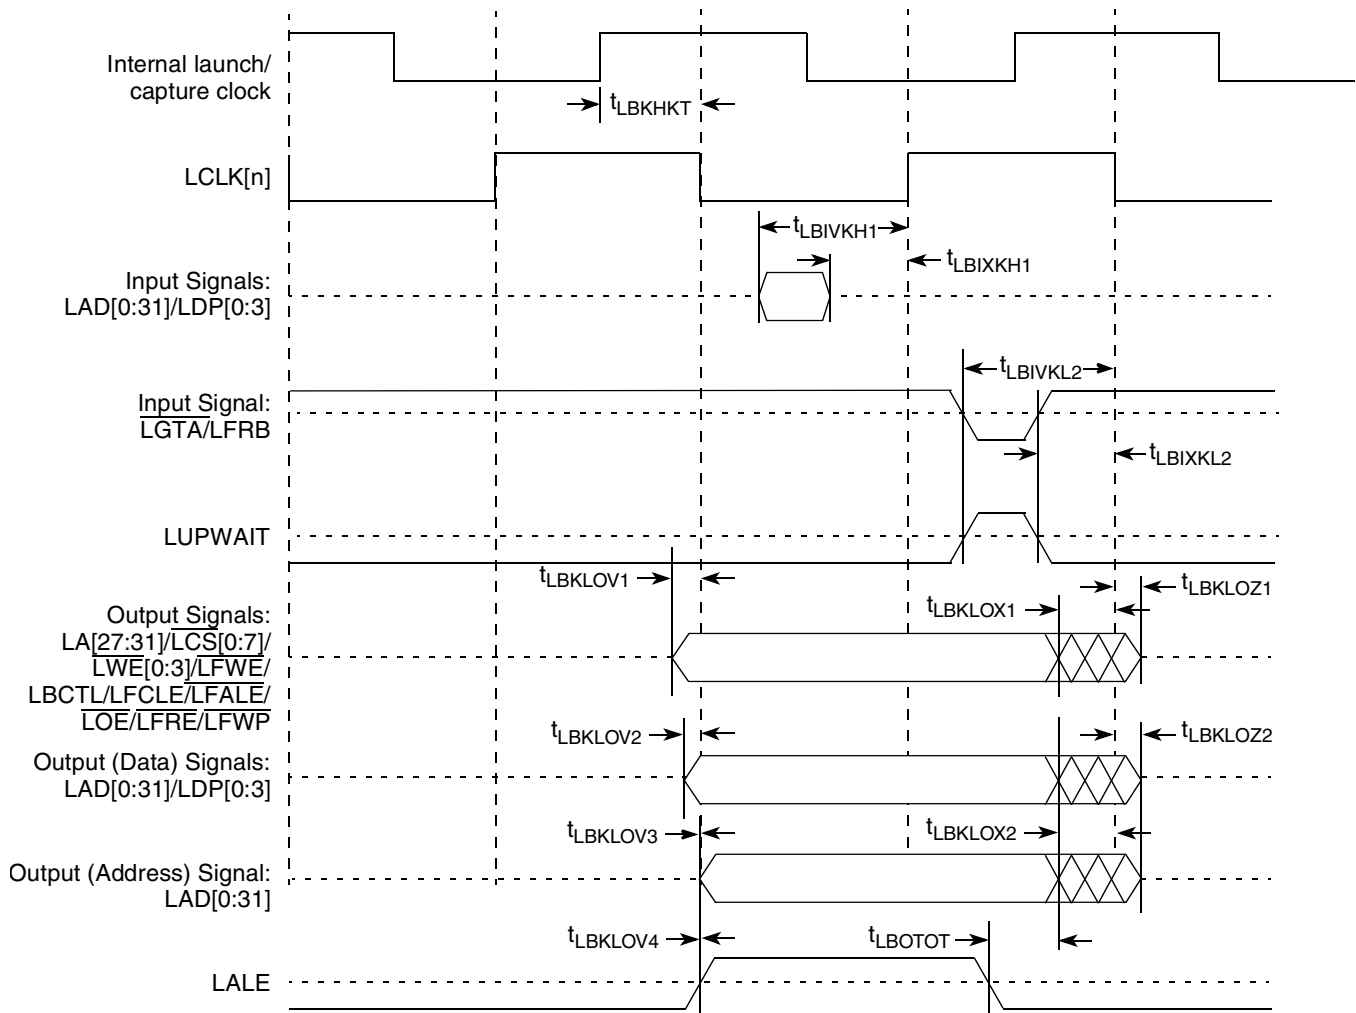 Internal launch/
capture clock
tLBKHKT
LCLK[n]
tLBIVKH1
tLBIXKH1
Input Signals:
LAD[0:31]/LDP[0:3]
tLBIVKL2
Input Signal:
LGTA/LFRB
tLBIXKL2
LUPWAIT
tLBKLOV1
tLBKLOZ1
tLBKLOX1
Output Signals:
LA[27:31]/LCS[0:7]/
LWE[0:3]/LFWE/
LBCTL/LFCLE/LFALE/
LOE/LFRE/LFWP
tLBKLOV2
tLBKLOZ2
Output (Data) Signals:
LAD[0:31]/LDP[0:3]
tLBKLOV3
tLBKLOX2
Output (Address) Signal:
LAD[0:31]
tLBKLOV4
tLBOTOT
LALE